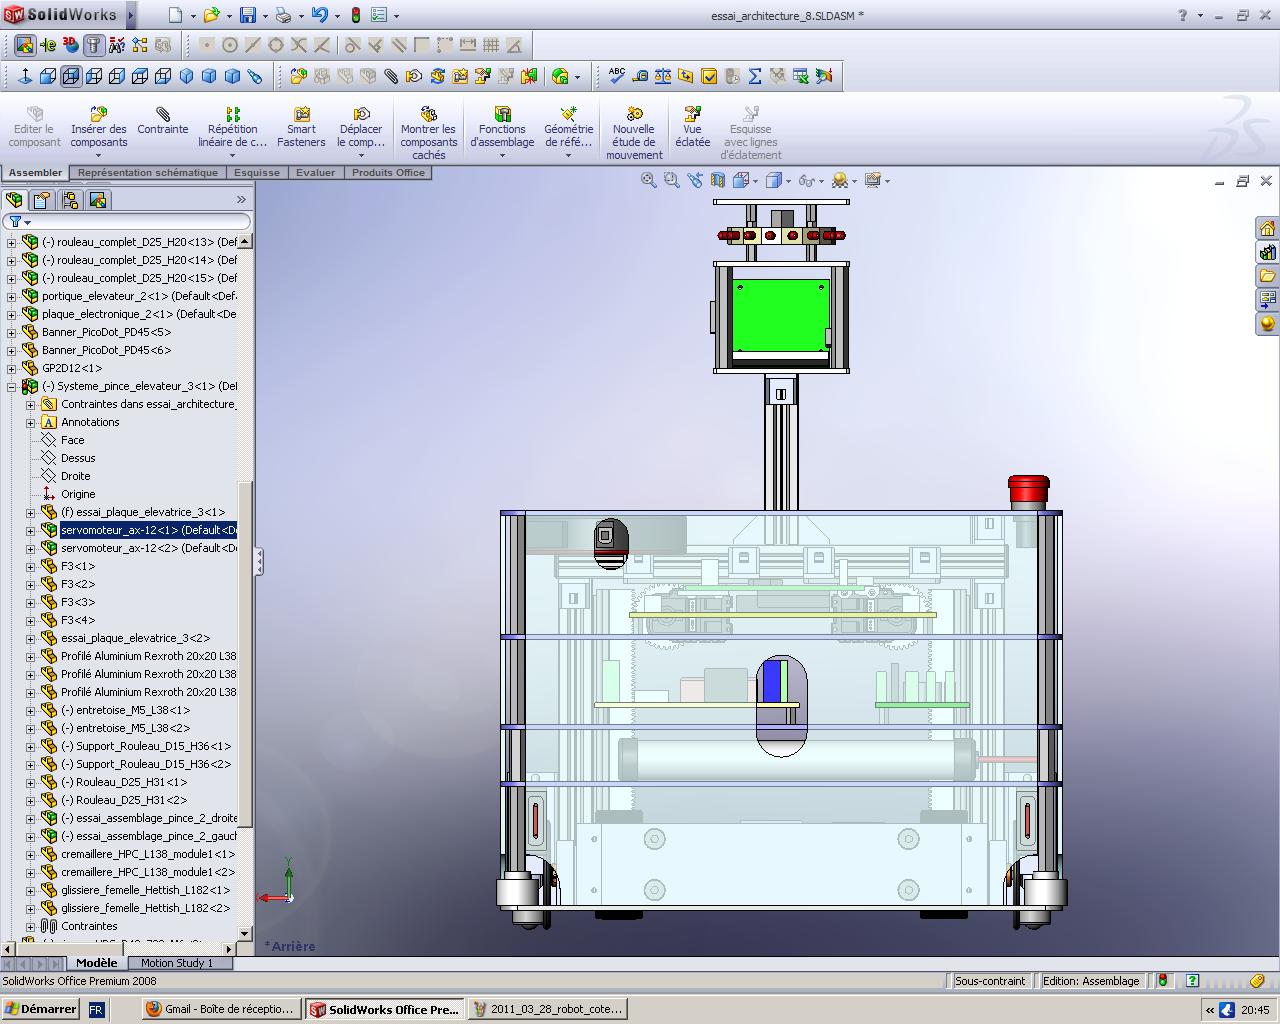 SolidWorks
essai_architecture_8.SLDASM *
Editer le composant
Insérer des composants
Contrainte
Répétition linéaire de c...
Smart Fasteners
Déplacer le comp...
Montrer les composants cachés
Fonctions d'assemblage
Géométrie de réfé...
Nouvelle étude de mouvement
Vue éclatée
Esquisse avec lignes d'éclatement
Assembler
Représentation schématique
Esquisse
Evaluer
Produits Office
(-) rouleau_complet_D25_H20<13> (Def
(-) rouleau_complet_D25_H20<14> (Def
(-) rouleau_complet_D25_H20<15> (Def
portique_elevateur_2<1> (Default<Def
plaque_electronique_2<1> (Default<De
Banner_PicoDot_PD45<5>
Banner_PicoDot_PD45<6>
GP2D12<1>
(-) Systeme_pince_elevateur_3<1> (Del
Contraintes dans essai_architecture_
Annotations
Face
Dessus
Droite
Origine
(f) essai_plaque_elevatrice_3<1>
servomoteur_ax-12<1> (Default<De
servomoteur_ax-12<2> (Default<De
F3<1>
F3<2>
F3<3>
F3<4>
essai_plaque_elevatrice_3<2>
Profilé Aluminium Rexroth 20x20 L38
Profilé Aluminium Rexroth 20x20 L38
Profilé Aluminium Rexroth 20x20 L38
(-) entretoise_M5_L38<1>
(-) entretoise_M5_L38<2>
(-) Support_Rouleau_D15_H36<1>
(-) Support_Rouleau_D15_H36<2>
(-) Rouleau_D25_H31<1>
(-) Rouleau_D25_H31<2>
(-) essai_assemblage_pince_2_droite
(-) essai_assemblage_pince_2_gauch
cremaillere_HPC_L138_module1<1>
cremaillere_HPC_L138_module1<2>
glissiere_femelle_Hettish_L182<1>
glissiere_femelle_Hettish_L182<2>
Contraintes
Y
*Arrière
Modèle
Motion Study 1
SolidWorks Office Premium 2008
Sous-contraint
Edition: Assemblage
Démarrer
FR
Gmail - Boîte de réceptio...
SolidWorks Office Pre...
2011_03_28_robot_cote...
20:45